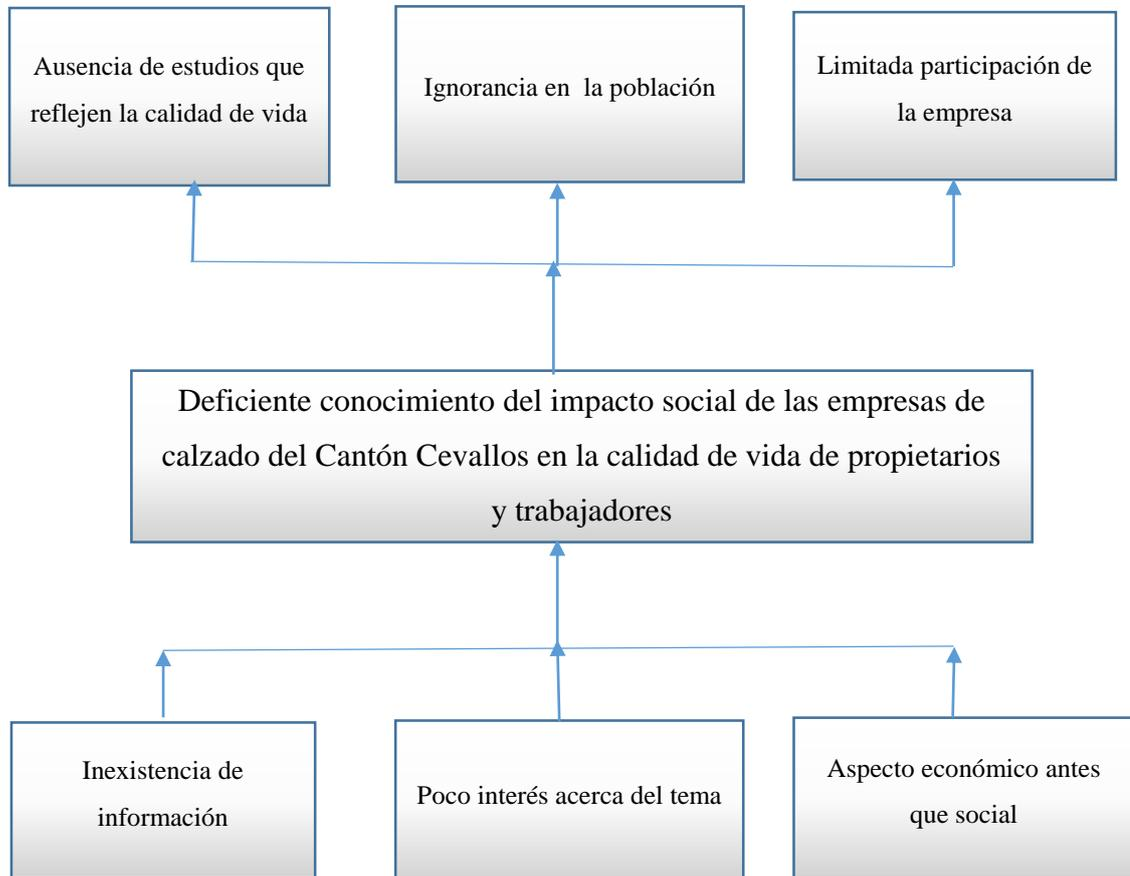 Ausencia de estudios que
reflejen la calidad de vida
Ignorancia en la población
Limitada participación de
la empresa
Deficiente conocimiento del impacto social de las empresas de
calzado del Cantón Cevallos en la calidad de vida de propietarios
y trabajadores
Inexistencia de
información
Poco interés acerca del tema
Aspecto económico antes
que social